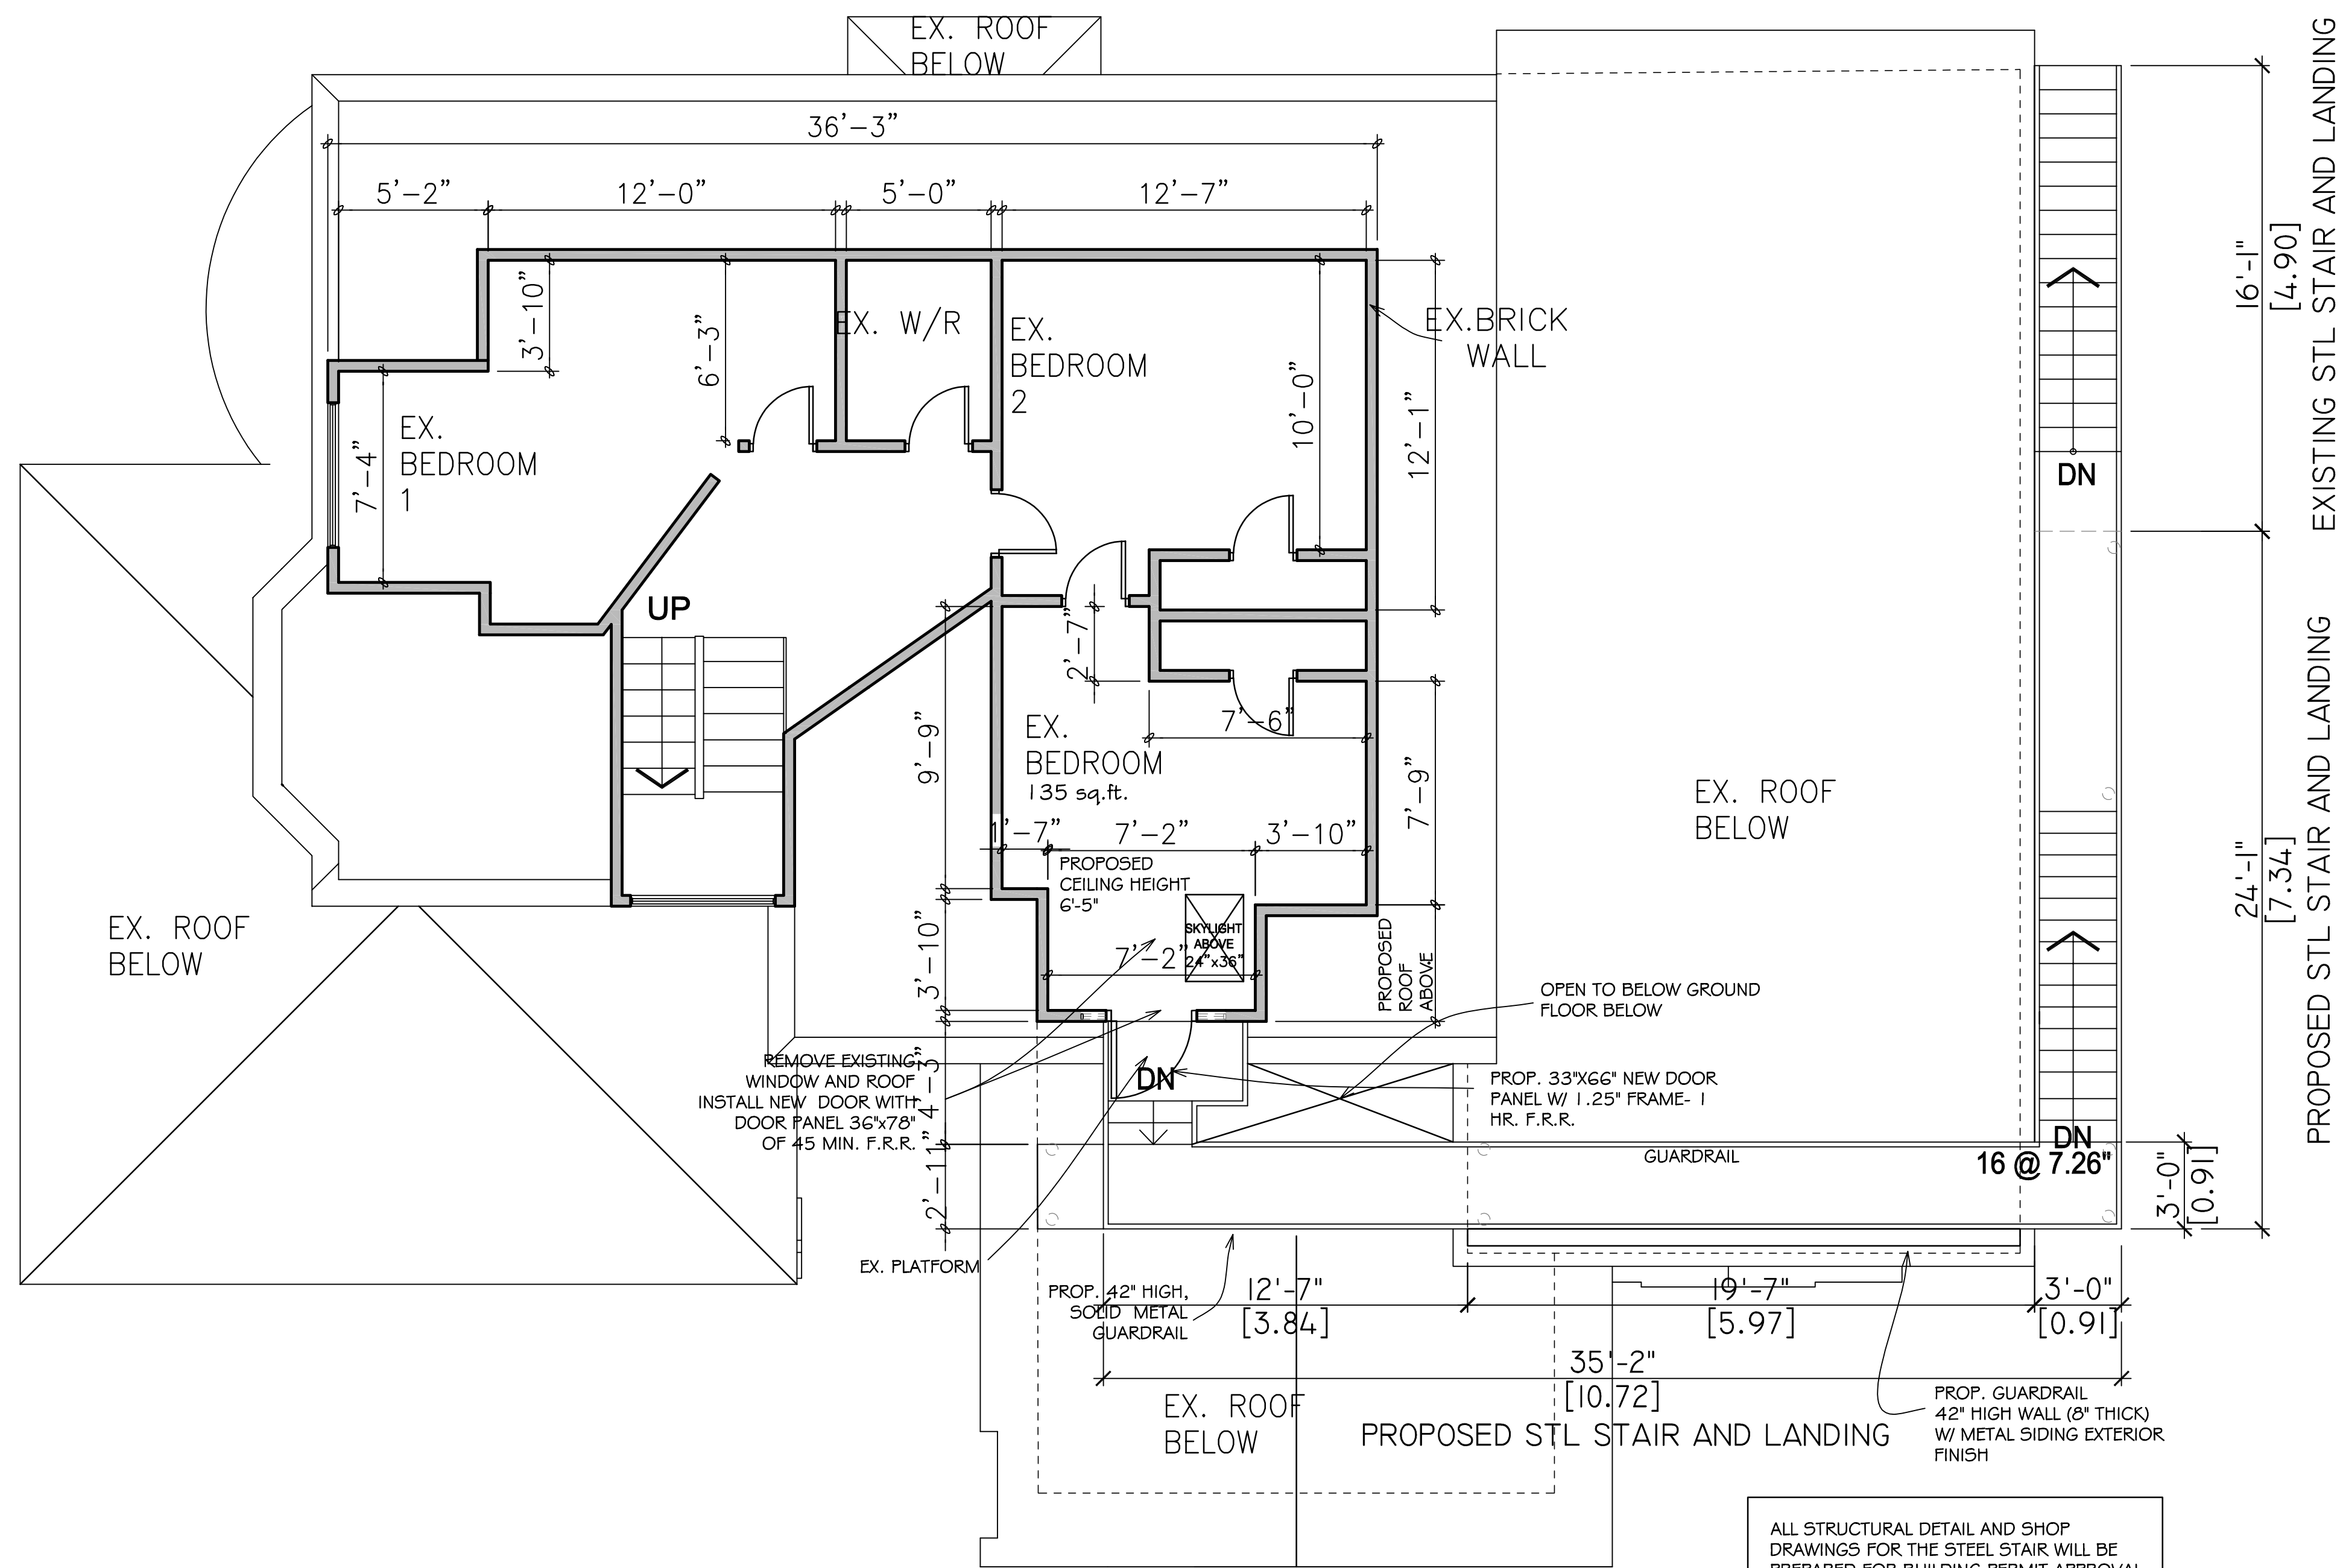 EX. ROOF
BELOW
36'-3"
5'-2"
12'-0"
5'-0"
12'-7"
3'-10"
6'-3"
EX. W/R
EX.
BEDROOM
2
EX.BRICK
WALL
10'-0"
12'-1"
EX.
BEDROOM
1
7'-4"
UP
2'-7"
7'-6"
9'-9"
EX.
BEDROOM
135 sq.ft.
7'-9"
1'-7"
7'-2"
3'-10"
PROPOSED
CEILING HEIGHT
6'-5"
SKYLIGHT
ABOVE
24"x36"
7'-2"
3'-10"
PROPOSED
ROOF
ABOVE
EX. ROOF
BELOW
EX. ROOF
BELOW
16'-1"
[4.90]
EXISTING STL STAIR AND LANDING
DN
24'-1"
[7.34]
PROPOSED STL STAIR AND LANDING
OPEN TO BELOW GROUND
FLOOR BELOW
REMOVE EXISTING
WINDOW AND ROOF
INSTALL NEW DOOR WITH
DOOR PANEL 36"x78"
OF 45 MIN. F.R.R.
4'-3"
2'-11"
DN
PROP. 33"X66" NEW DOOR
PANEL W/ 1.25" FRAME- 1
HR. F.R.R.
GUARDRAIL
DN
16 @ 7.26"
3'-0"
[0.91]
EX. PLATFORM
PROP. 42" HIGH,
SOLID METAL
GUARDRAIL
12'-7"
[3.84]
19'-7"
[5.97]
3'-0"
[0.91]
35'-2"
[10.72]
EX. ROOF
BELOW
PROPOSED STL STAIR AND LANDING
PROP. GUARDRAIL
42" HIGH WALL (8" THICK)
W/ METAL SIDING EXTERIOR
FINISH
ALL STRUCTURAL DETAIL AND SHOP
DRAWINGS FOR THE STEEL STAIR WILL BE
PREPARED FOR BUILDING PERMIT APPROVAL